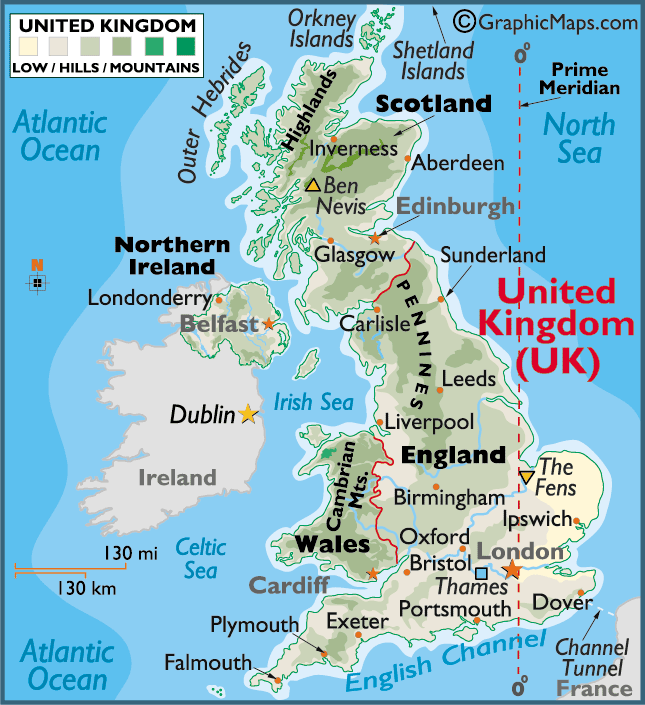 UNITED KINGDOM
LOW / HILLS / MOUNTAINS
Orkney
Islands
© GraphicMaps.com
Shetland
Islands
0°
Prime
Meridian
Outer Hebrides
Highlands
Scotland
Atlantic
Ocean
North
Sea
Inverness
Aberdeen
Ben
Nevis
Edinburgh
Northern
Ireland
Glasgow
Sunderland
N
Londonderry
United
Kingdom
(UK)
Belfast
Carlisle
PENNINES
Leeds
Dublin
Irish Sea
Liverpool
Ireland
Cambrian
Mts.
England
The
Fens
Birmingham
Ipswich
130 mi
130 km
Celtic
Sea
Wales
Oxford
London
Bristol
Cardiff
Thames
Portsmouth
Dover
Plymouth
Exeter
Atlantic
Ocean
Falmouth
English Channel
Channel
Tunnel
France
0°